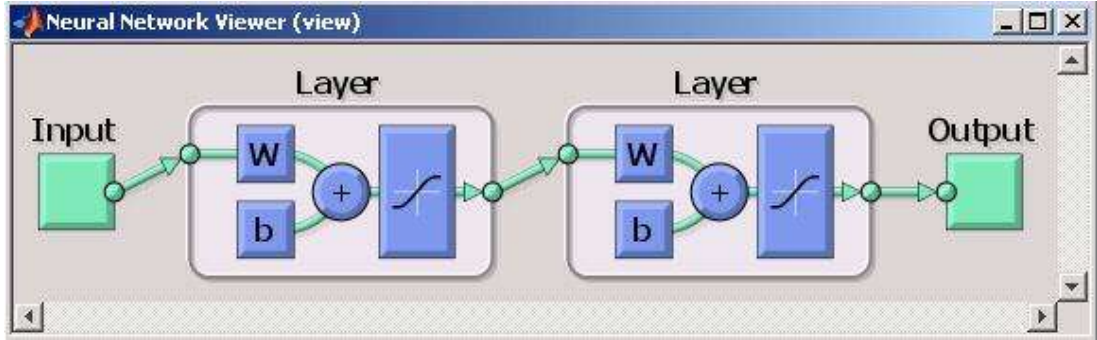 Neural Network Viewer (view)
Layer
Layer
Input
Output
W
+
b
W
+
b